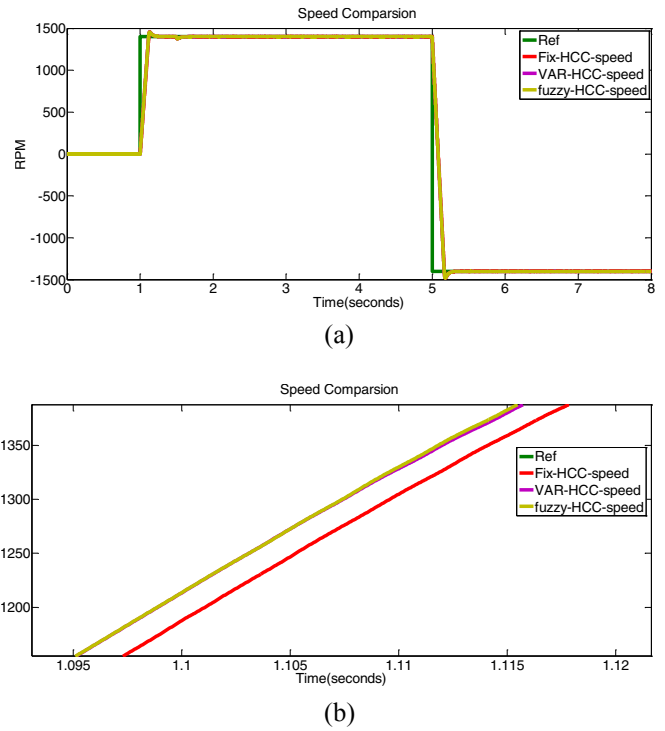 Speed Comparsion
1500
1000
500
0
-500
-1000
-1500
RPM
Ref
Fix-HCC-speed
VAR-HCC-speed
fuzzy-HCC-speed
0 1 2 3 4 5 6 7 8
Time(seconds)
(a)
Speed Comparsion
1350
1300
1250
1200
Ref
Fix-HCC-speed
VAR-HCC-speed
fuzzy-HCC-speed
1.095 1.1 1.105 1.11 1.115 1.12
Time(seconds)
(b)